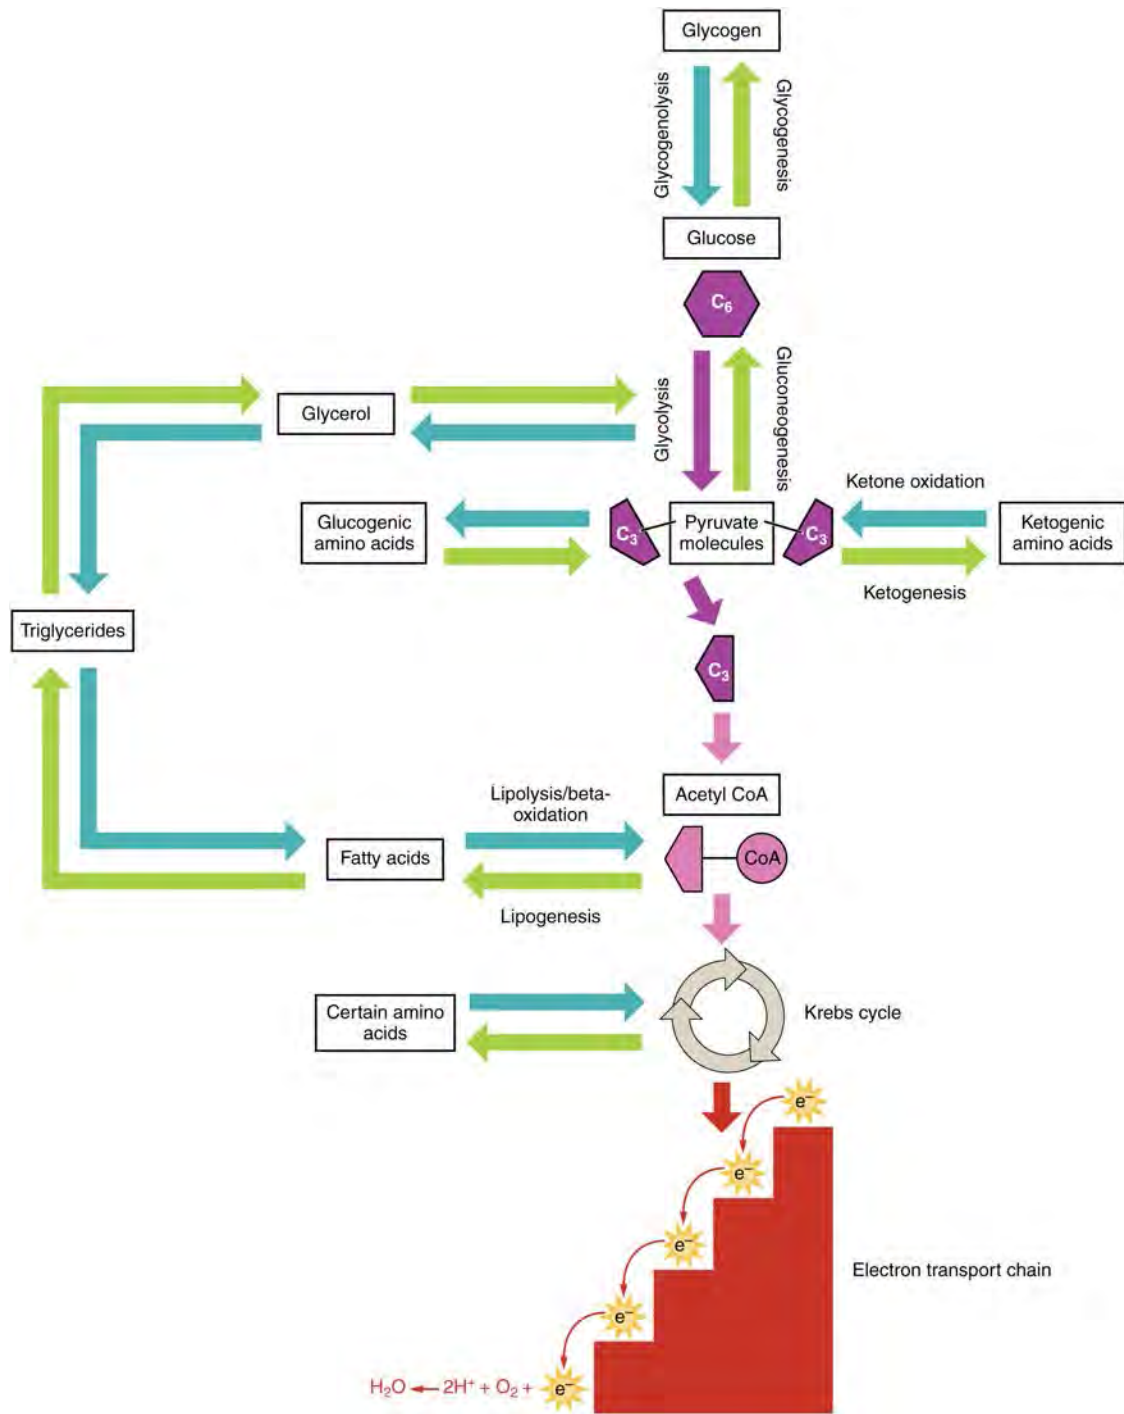 Glycogen
Glycogenolysis
Glycogenesis
Glucose
C₆
Glycolysis
Gluconeogenesis
Glycerol
Ketone oxidation
Glucogenic
amino acids
C₃
Pyruvate
molecules
C₃
Ketogenic
amino acids
Ketogenesis
Triglycerides
C₃
Acetyl CoA
Lipolysis/beta-
oxidation
Fatty acids
CoA
Lipogenesis
Certain amino
acids
Krebs cycle
e⁻
e⁻
e⁻
Electron transport chain
e⁻
H₂O ← 2H⁺ + O₂ + e⁻